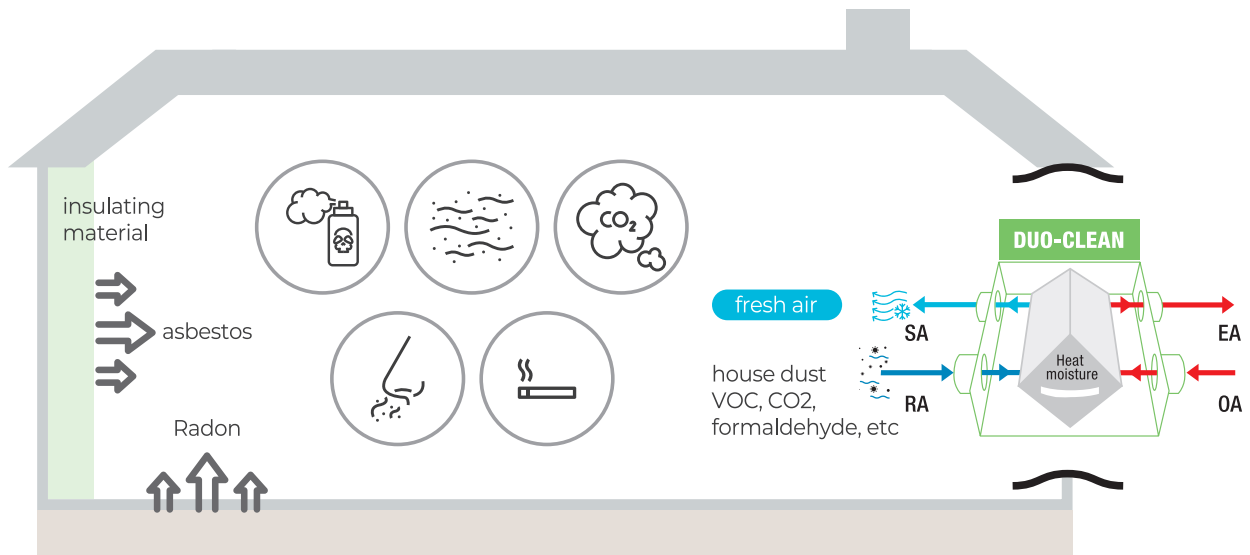 insulating
material
asbestos
Radon
CO2
fresh air
house dust
VOC, CO2,
formaldehyde, etc
DUO-CLEAN
SA
EA
Heat
moisture
RA
OA